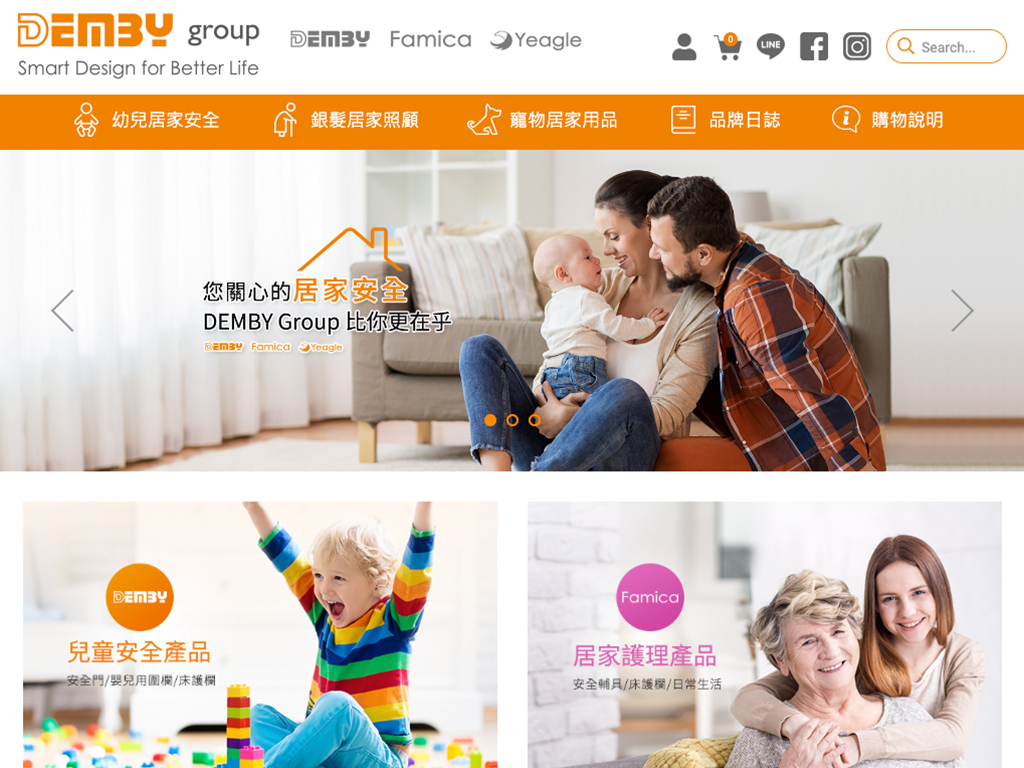 DEMBY group
Smart Design for Better Life
DEMBY Famica Yeagle
0
LINE
Search...
幼兒居家安全
銀髮居家照顧
寵物居家用品
品牌日誌
購物說明
您關心的居家安全
DEMBY Group 比你更在乎
DEMBY Famica Yeagle
DEMBY
兒童安全產品
安全門/嬰兒用圍欄/床護欄
Famica
居家護理產品
安全輔具/床護欄/日常生活